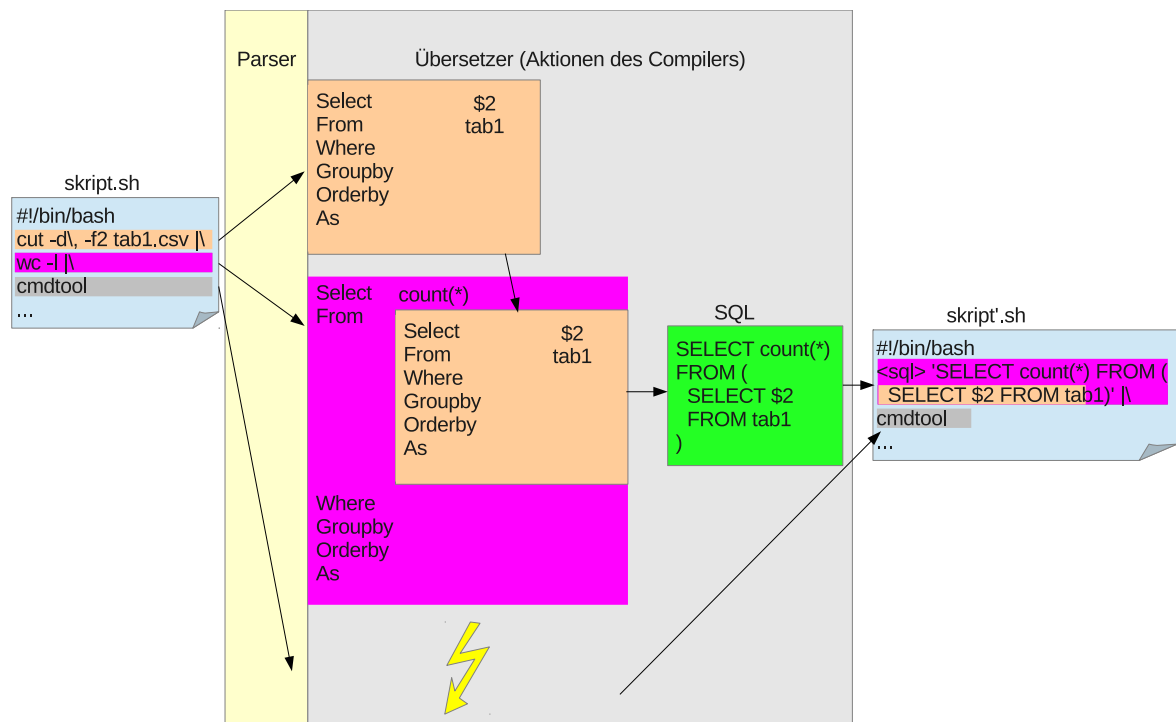 Parser
Übersetzer (Aktionen des Compilers)
Select $2
From tab1
Where
Groupby
Orderby
As
skript.sh
#!/bin/bash
cut -d\, -f2 tab1.csv |\
wc -l |\
cmdtool
...
Select count(*)
From
Select $2
From tab1
Where
Groupby
Orderby
As
Where
Groupby
Orderby
As
SQL
SELECT count(*)
FROM (
SELECT $2
FROM tab1
)
skript'.sh
#!/bin/bash
<sql> 'SELECT count(*) FROM (
SELECT $2 FROM tab1)' |\
cmdtool
...